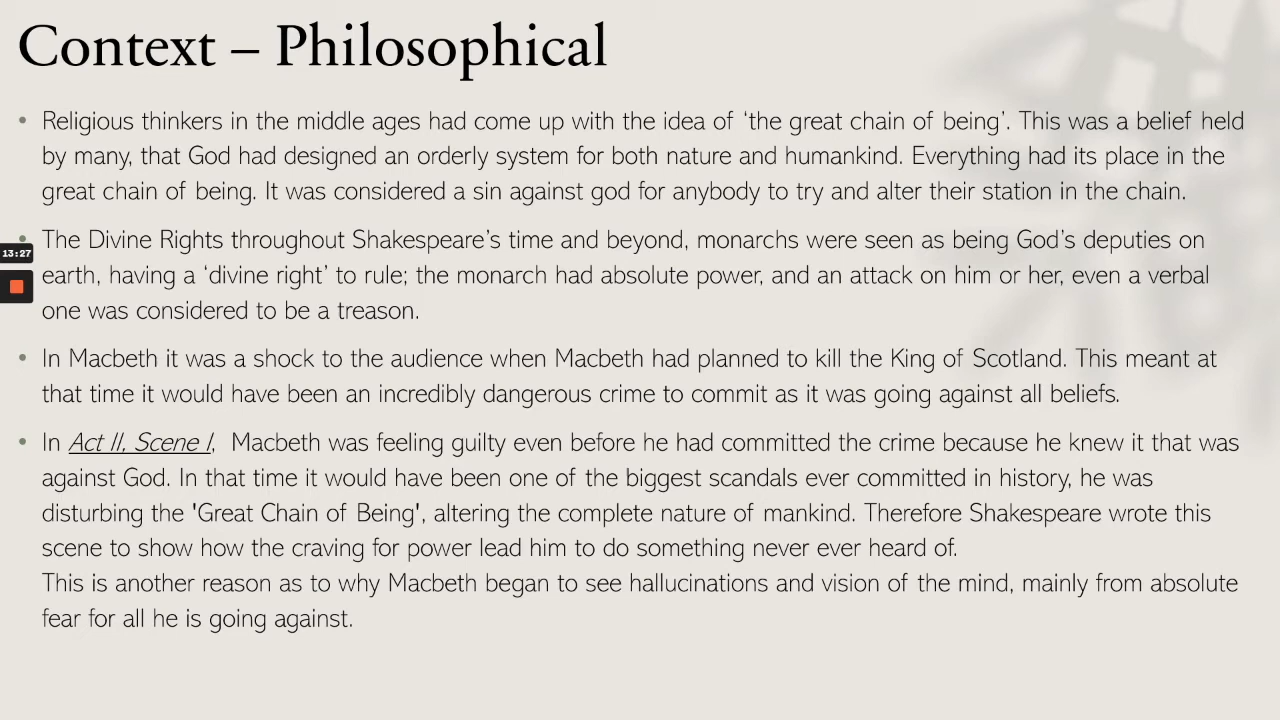 Context – Philosophical
• Religious thinkers in the middle ages had come up with the idea of ‘the great chain of being’. This was a belief held
by many, that God had designed an orderly system for both nature and humankind. Everything had its place in the
great chain of being. It was considered a sin against god for anybody to try and alter their station in the chain.
• The Divine Rights throughout Shakespeare’s time and beyond, monarchs were seen as being God’s deputies on
13:27
earth, having a ‘divine right’ to rule; the monarch had absolute power, and an attack on him or her, even a verbal
one was considered to be a treason.
• In Macbeth it was a shock to the audience when Macbeth had planned to kill the King of Scotland. This meant at
that time it would have been an incredibly dangerous crime to commit as it was going against all beliefs.
• In Act II, Scene I,  Macbeth was feeling guilty even before he had committed the crime because he knew it that was
against God. In that time it would have been one of the biggest scandals ever committed in history, he was
disturbing the 'Great Chain of Being', altering the complete nature of mankind. Therefore Shakespeare wrote this
scene to show how the craving for power lead him to do something never ever heard of.
This is another reason as to why Macbeth began to see hallucinations and vision of the mind, mainly from absolute
fear for all he is going against.